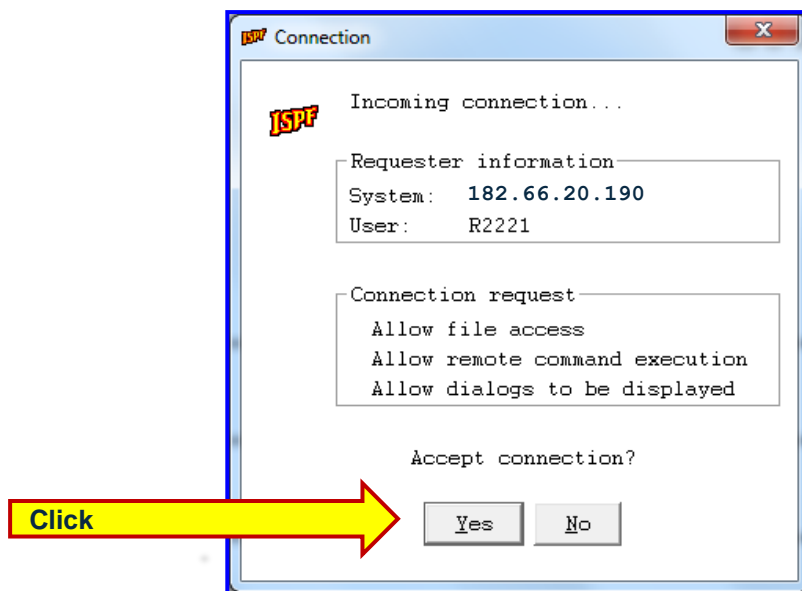 ISPF Connection X
Incoming connection...
ISPF
Requester information
System: 182.66.20.190
User: R2221
Connection request
Allow file access
Allow remote command execution
Allow dialogs to be displayed
Accept connection?
Click
Yes No